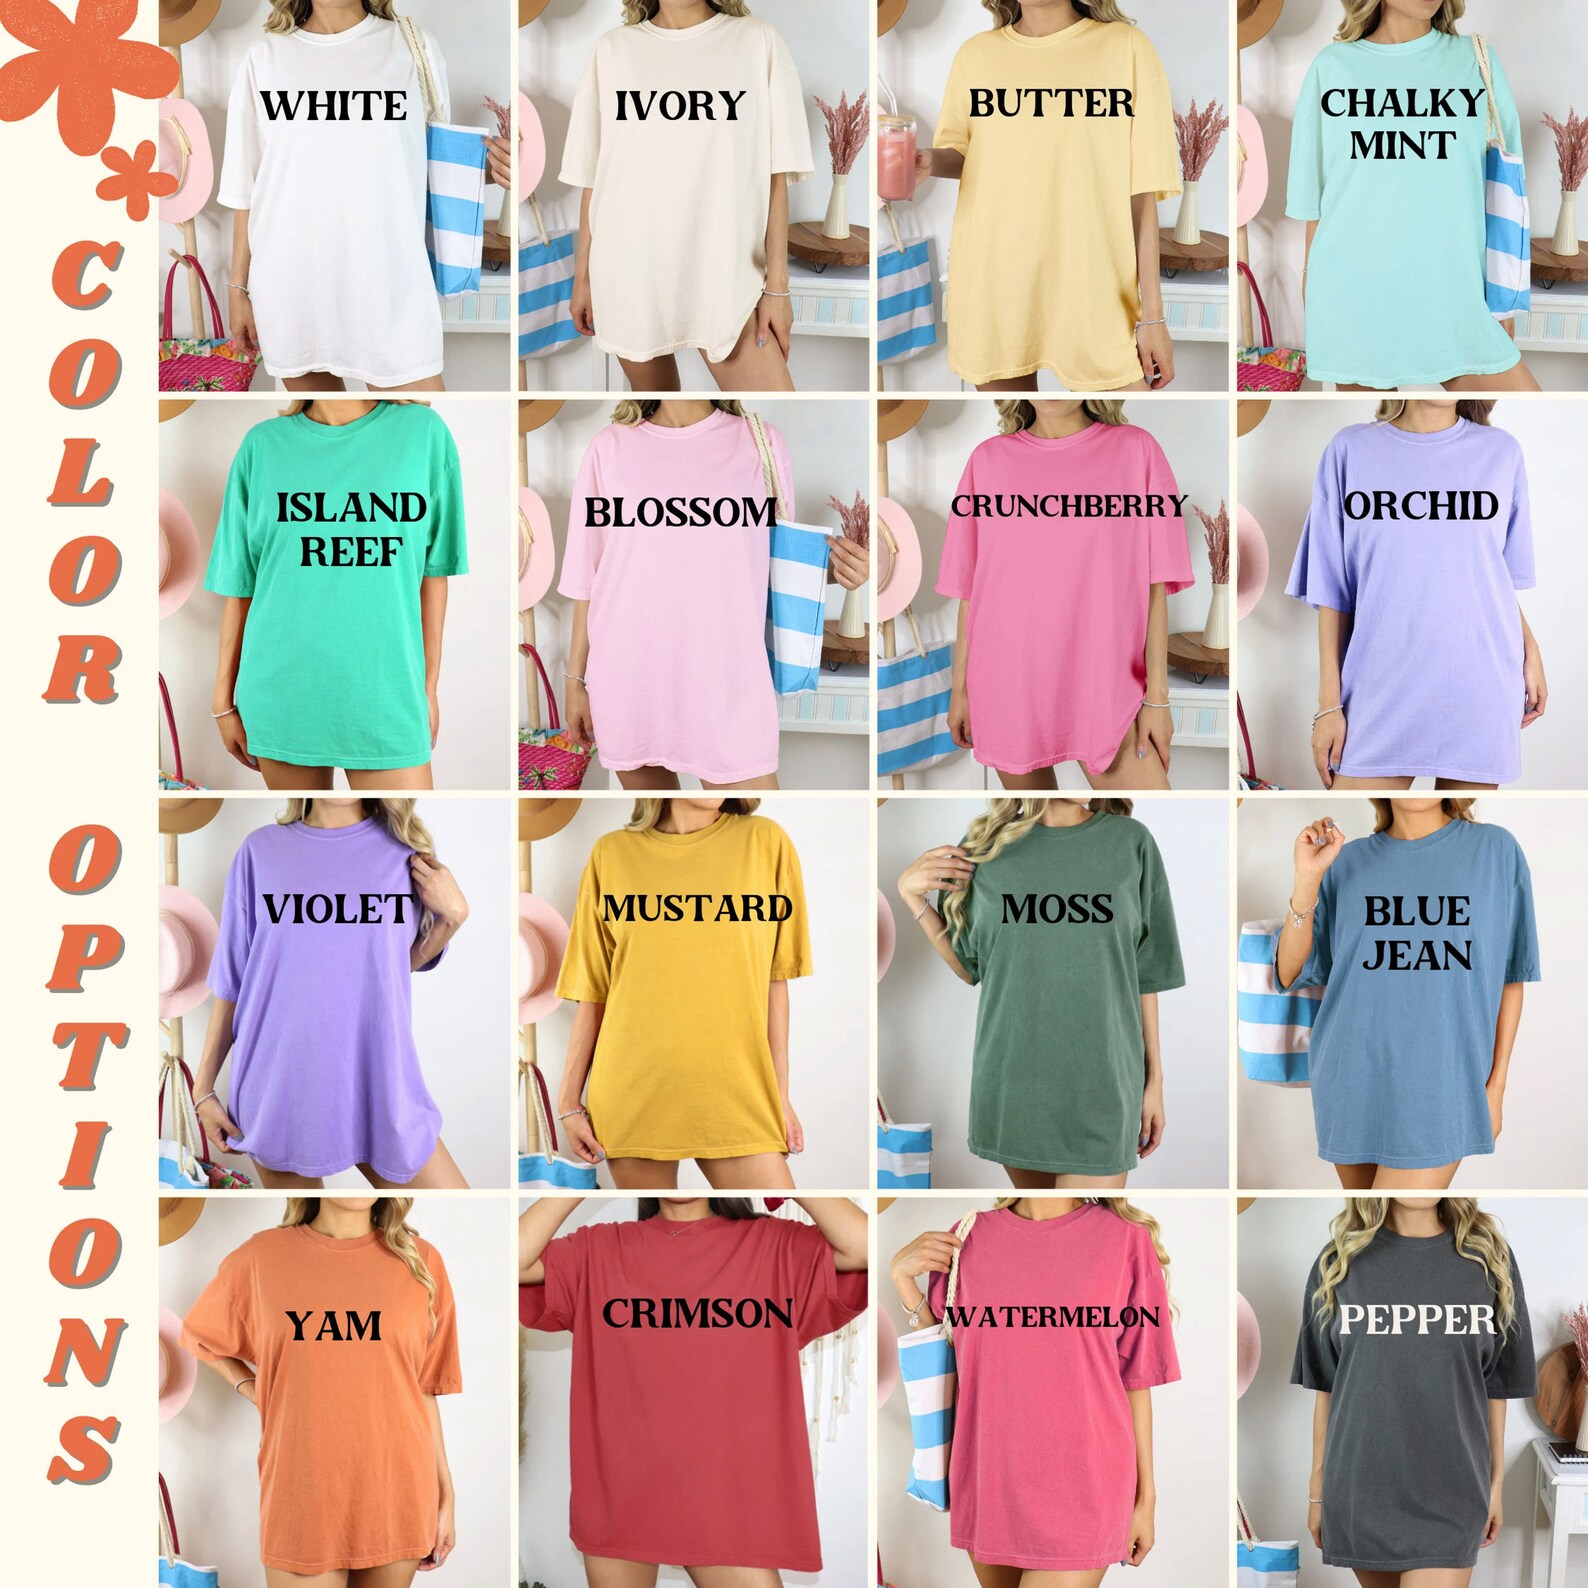 COLOR OPTIONS
WHITE
IVORY
BUTTER
CHALKY
MINT
ISLAND
REEF
BLOSSOM
CRUNCHBERRY
ORCHID
VIOLET
MUSTARD
MOSS
BLUE
JEAN
YAM
CRIMSON
WATERMELON
PEPPER